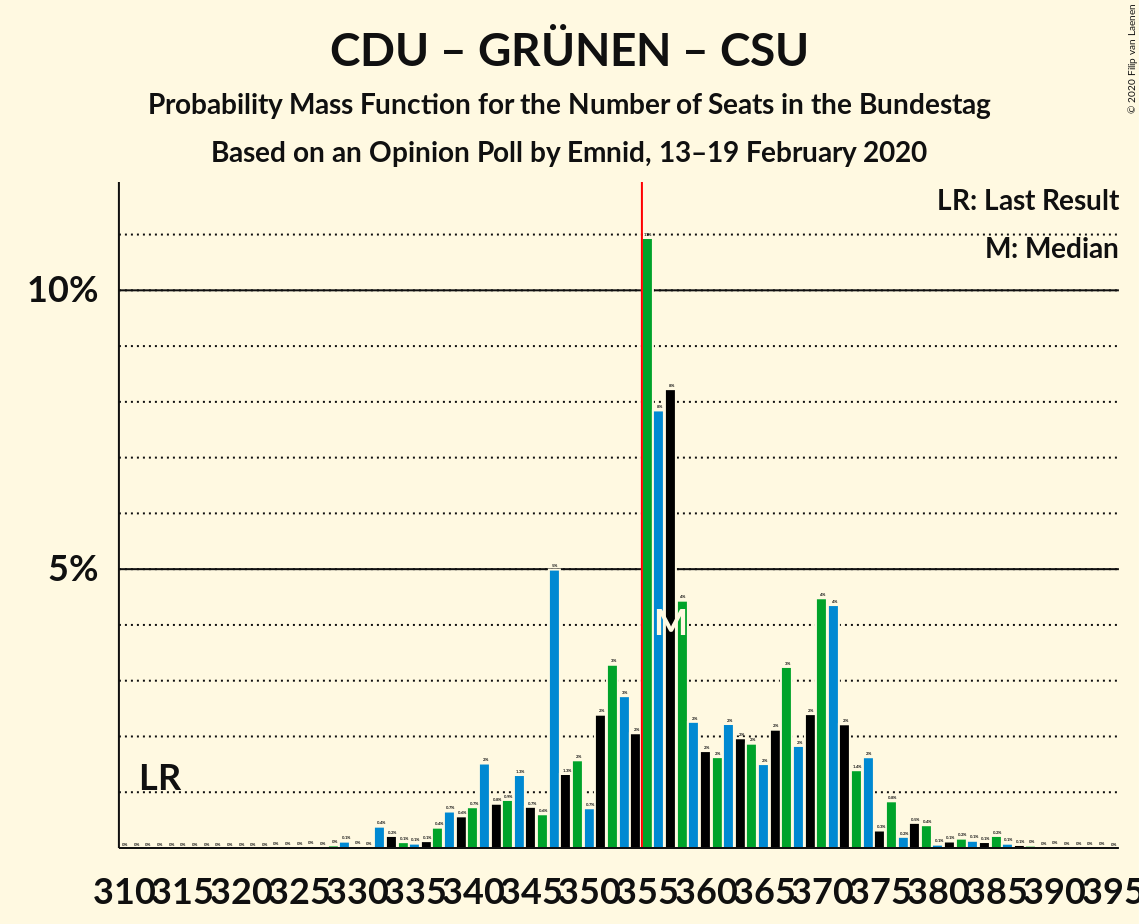 CDU – GRÜNEN – CSU
Probability Mass Function for the Number of Seats in the Bundestag
Based on an Opinion Poll by Emnid, 13–19 February 2020
© 2020 Filip van Laenen
LR: Last Result
M: Median
10%
5%
LR
M
310 315 320 325 330 335 340 345 350 355 360 365 370 375 380 385 390 395